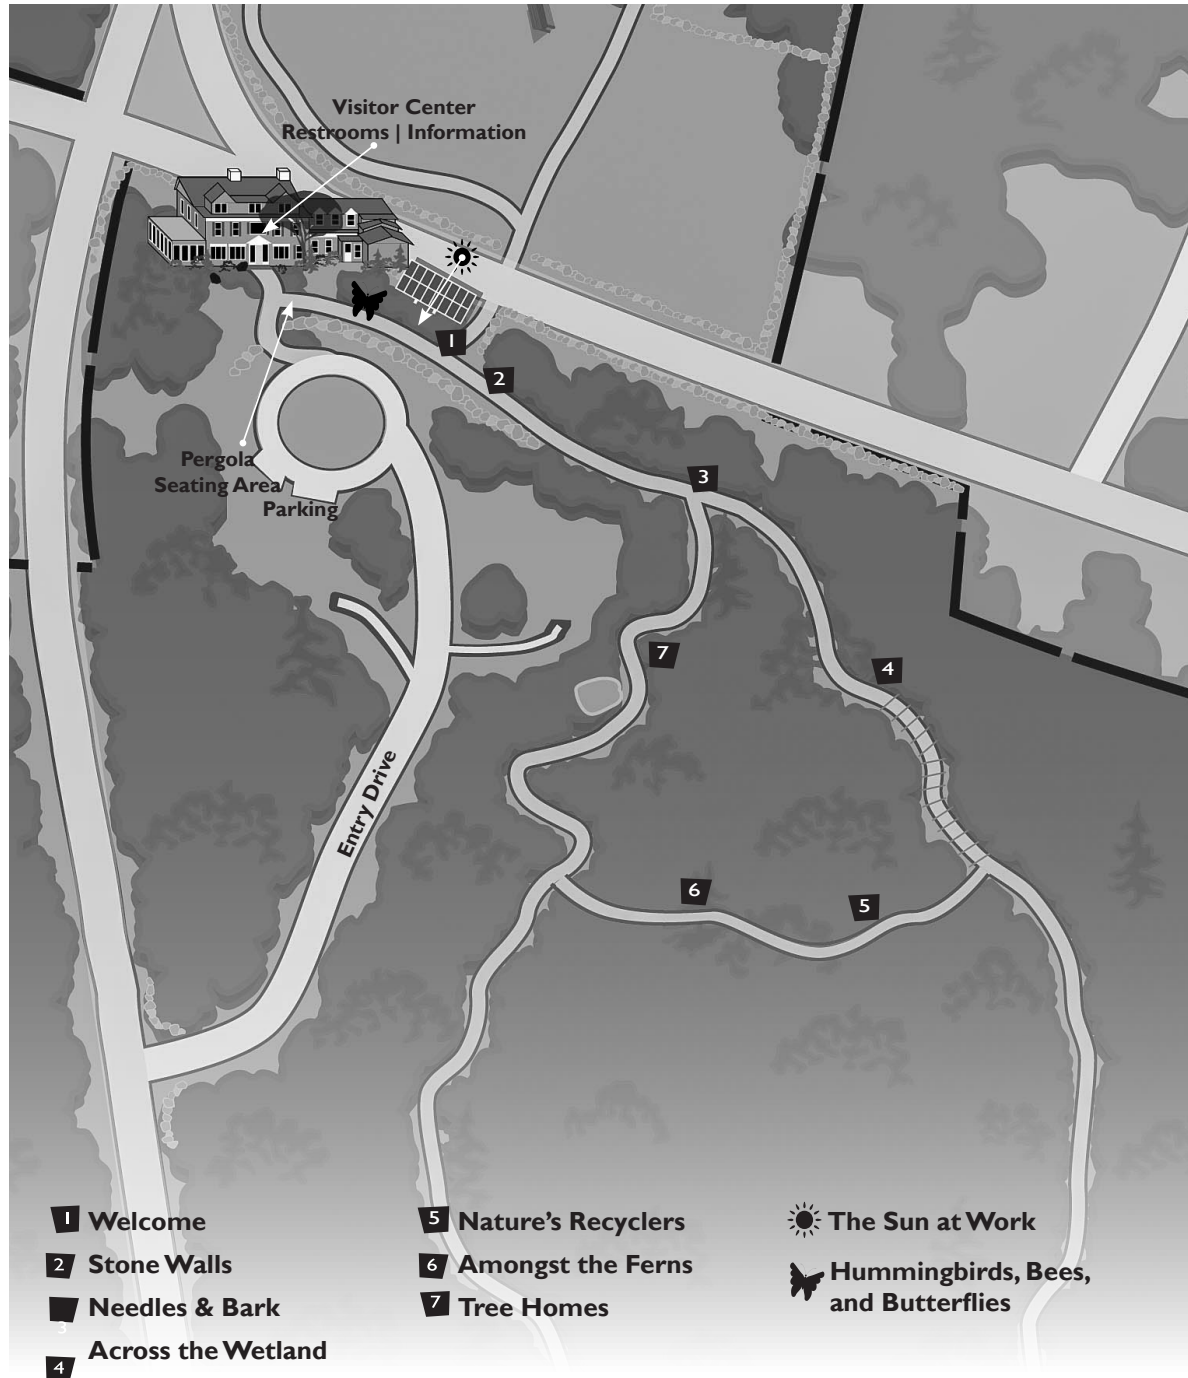 Visitor Center
Restrooms | Information
1
2
3
Pergola
Seating Area
Parking
7
4
Entry Drive
6
5
1 Welcome
2 Stone Walls
Needles & Bark
3
Across the Wetland
4
5 Nature's Recyclers
6 Amongst the Ferns
7 Tree Homes
The Sun at Work
Hummingbirds, Bees,
and Butterflies